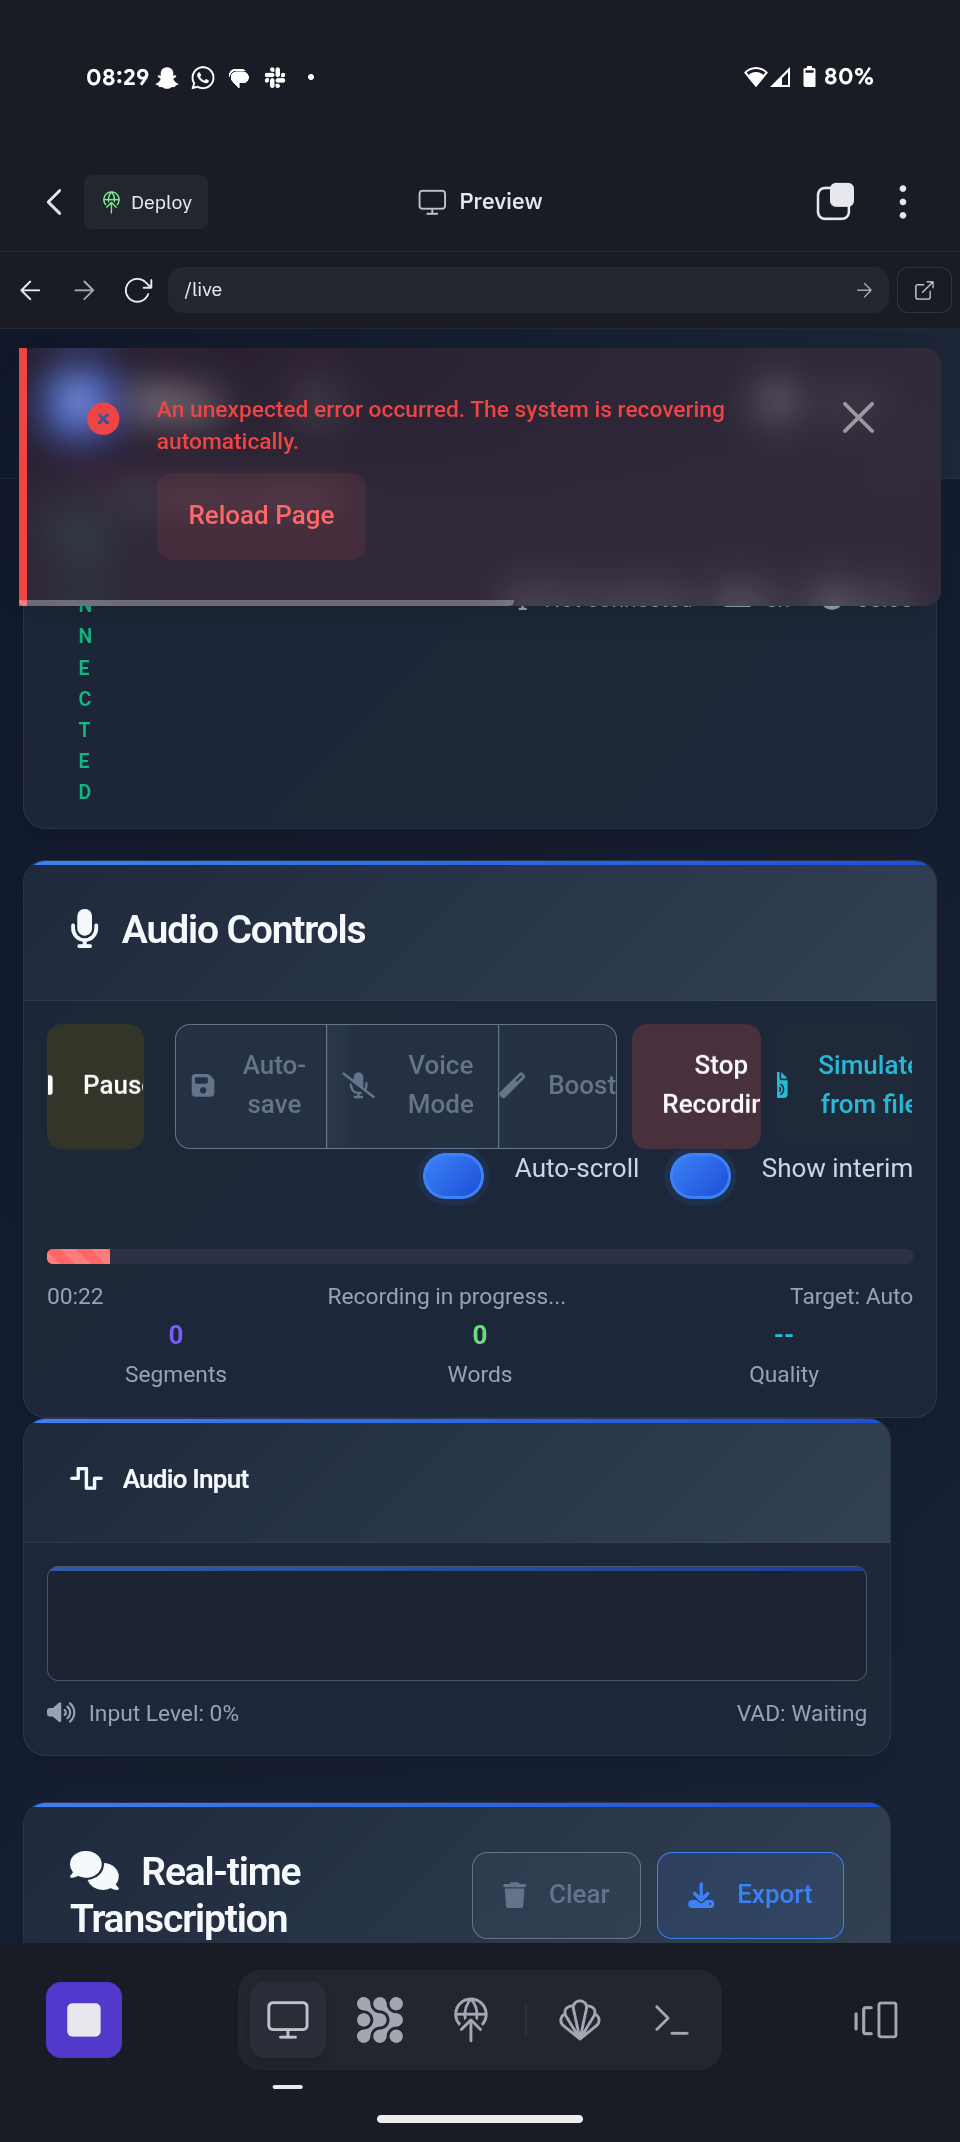 08:29
80%
Deploy
Preview
/live
An unexpected error occurred. The system is recovering
automatically.
Reload Page
N
N
E
C
T
E
D
Audio Controls
Paus
Auto-
save
Voice
Mode
Boost
Stop
Recordin
Simulate
from file
Auto-scroll
Show interim
00:22
Recording in progress...
Target: Auto
0
0
--
Segments
Words
Quality
Audio Input
Input Level: 0%
VAD: Waiting
Real-time
Transcription
Clear
Export